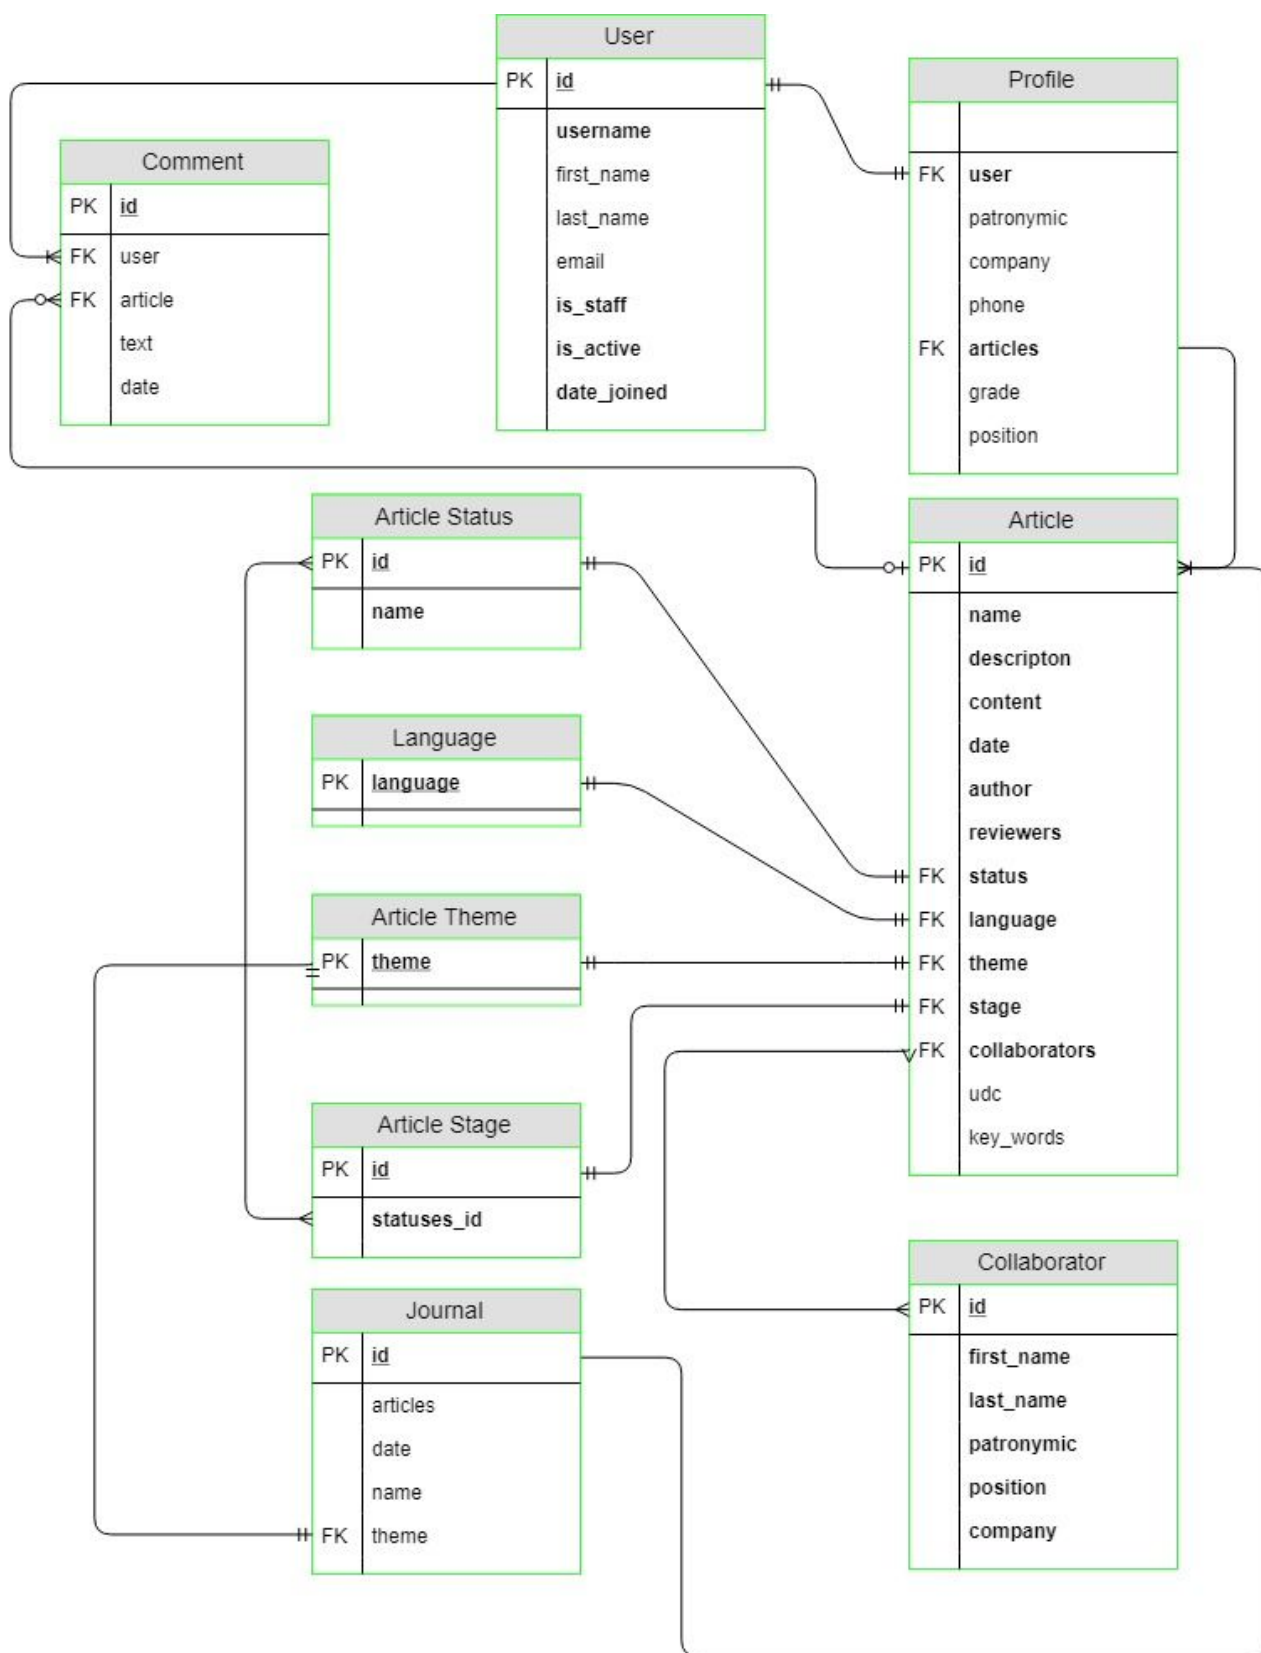 User
PK id
username
first_name
last_name
email
is_staff
is_active
date_joined
Profile
FK user
patronymic
company
phone
FK articles
grade
position
Comment
PK id
FK user
FK article
text
date
Article Status
PK id
name
Article
PK id
name
descripton
content
date
author
reviewers
FK status
FK language
FK theme
FK stage
FK collaborators
udc
key_words
Language
PK language
Article Theme
PK theme
Article Stage
PK id
statuses_id
Journal
PK id
articles
date
name
FK theme
Collaborator
PK id
first_name
last_name
patronymic
position
company